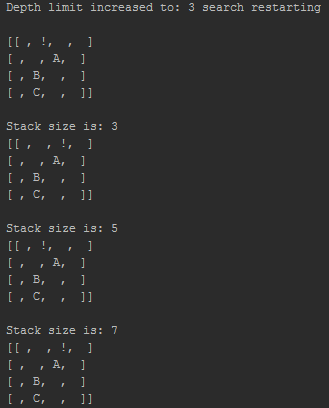 Depth limit increased to: 3 search restarting
[[ , !,  ,  ]
[ ,  , A,  ]
[ , B,  ,  ]
[ , C,  ,  ]]
Stack size is: 3
[[ ,  , !,  ]
[ ,  , A,  ]
[ , B,  ,  ]
[ , C,  ,  ]]
Stack size is: 5
[[ , !,  ,  ]
[ ,  , A,  ]
[ , B,  ,  ]
[ , C,  ,  ]]
Stack size is: 7
[[ ,  , !,  ]
[ ,  , A,  ]
[ , B,  ,  ]
[ , C,  ,  ]]